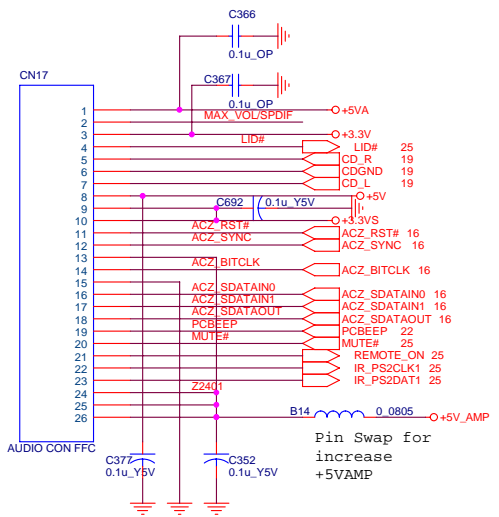 C366
0.1u_OP
CN17
C367
0.1u_OP
1 +5VA
2 MAX_VOL/SPDIF
3 +3.3V
4 LID# LID# 25
5 CD_R 19
6 CDGND 19
7 CD_L 19
8 +5V
9 C692 0.1u_Y5V
10 +3.3VS
11 ACZ_RST# ACZ_RST# 16
12 ACZ_SYNC ACZ_SYNC 16
13
14 ACZ_BITCLK ACZ_BITCLK 16
15
16 ACZ_SDATAIN0 ACZ_SDATAIN0 16
17 ACZ_SDATAIN1 ACZ_SDATAIN1 16
18 ACZ_SDATAOUT ACZ_SDATAOUT 16
19 PCBEEP PCBEEP 22
20 MUTE# MUTE# 25
21 REMOTE_ON 25
22 IR_PS2CLK1 25
23 IR_PS2DAT1 25
24 Z2401
25
26 B14 0_0805 +5V_AMP
AUDIO CON FFC
Pin Swap for
increase
+5VAMP
C377
0.1u_Y5V
C352
0.1u_Y5V